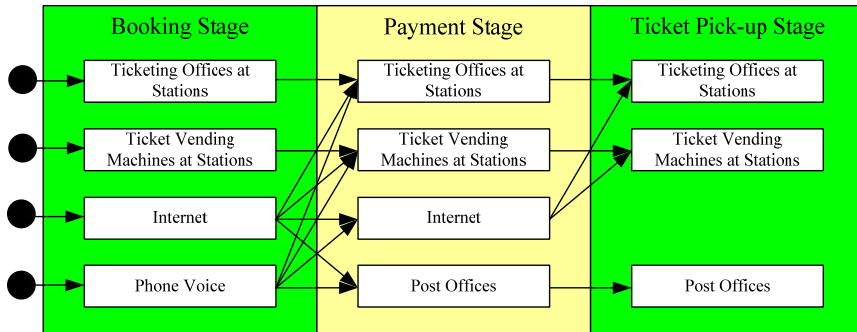 Booking Stage
Payment Stage
Ticket Pick-up Stage
Ticketing Offices at
Stations
Ticketing Offices at
Stations
Ticketing Offices at
Stations
Ticket Vending
Machines at Stations
Ticket Vending
Machines at Stations
Ticket Vending
Machines at Stations
Internet
Internet
Phone Voice
Post Offices
Post Offices